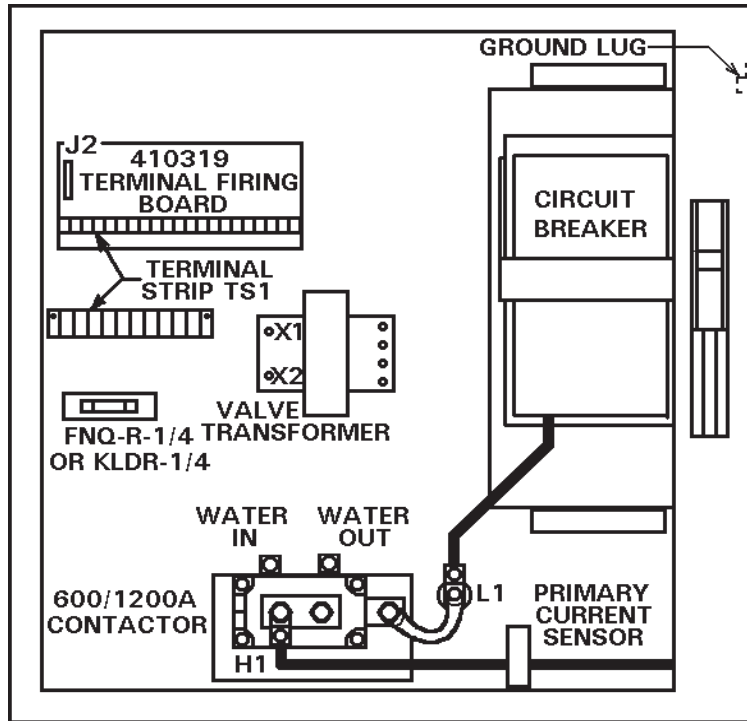 GROUND LUG
J2
410319
TERMINAL FIRING
BOARD
CIRCUIT
BREAKER
TERMINAL
STRIP TS1
X1
X2
VALVE
TRANSFORMER
FNQ-R-1/4
OR KLDR-1/4
WATER
IN
WATER
OUT
600/1200A
CONTACTOR
L1
PRIMARY
CURRENT
SENSOR
H1